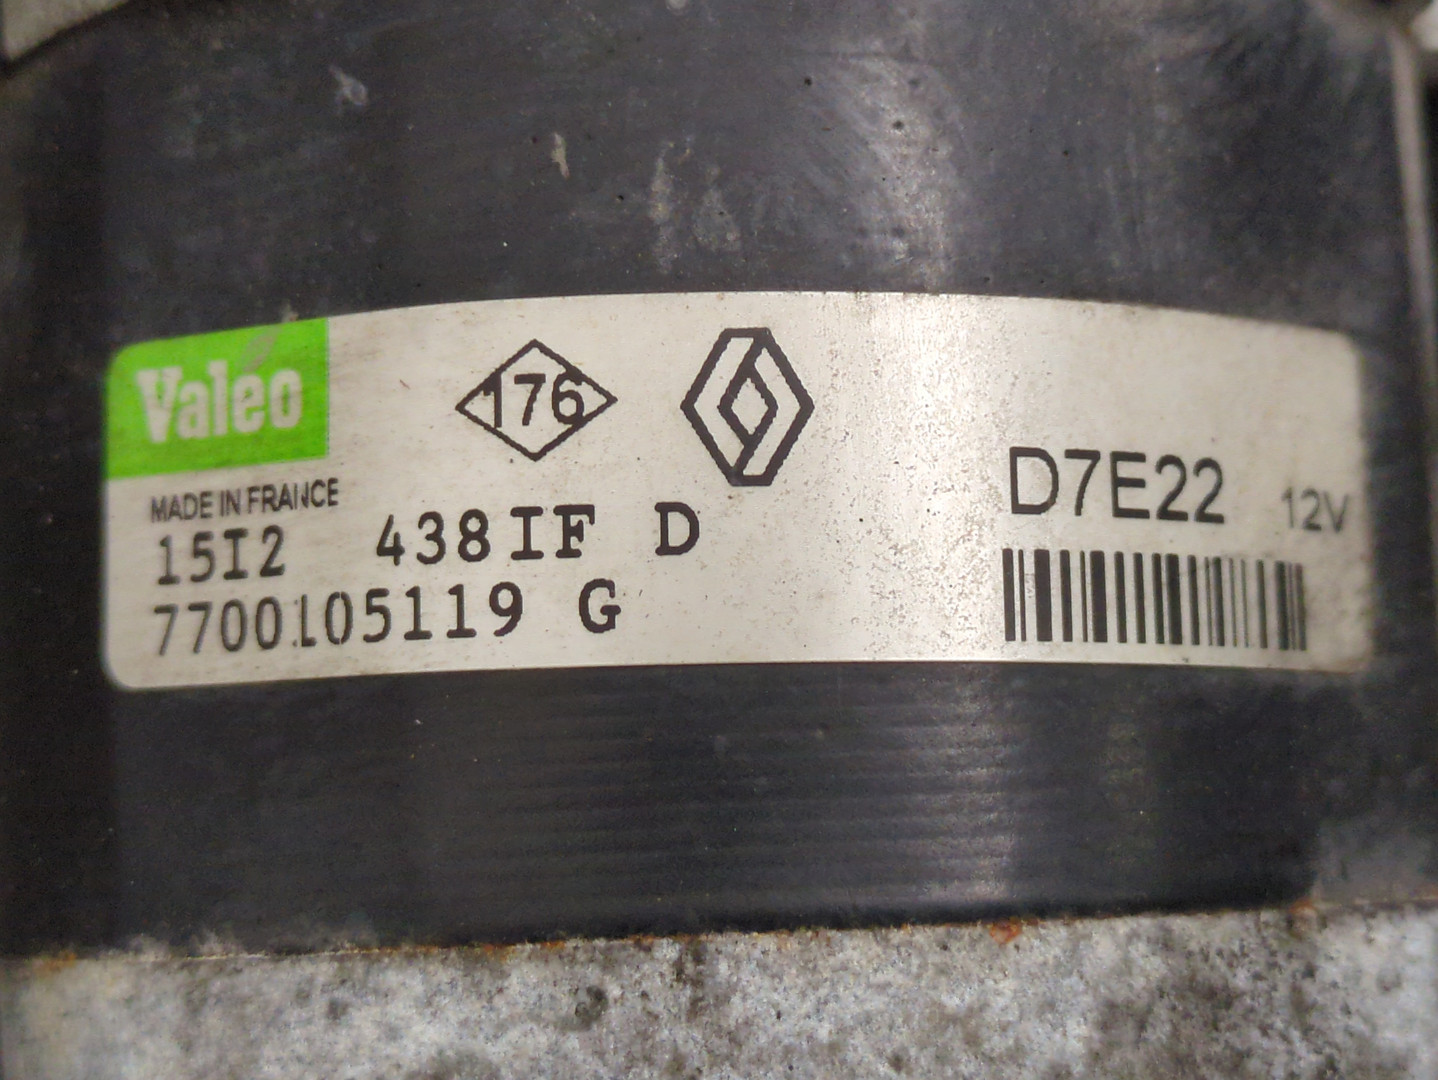 Valeo
176
MADE IN FRANCE
D7E22 12V
15I2 438IF D
7700105119 G